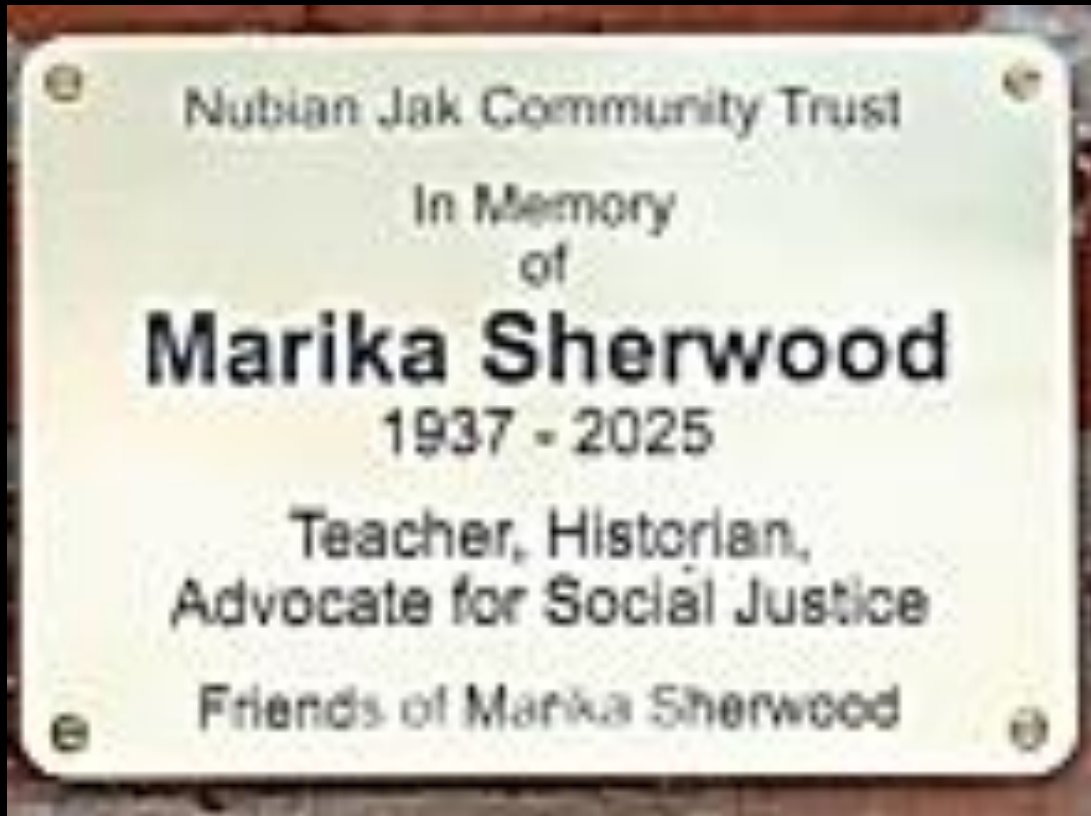 Nubian Jak Community Trust
In Memory
of
Marika Sherwood
1937 - 2025
Teacher, Historian,
Advocate for Social Justice
Friends of Marika Sherwood